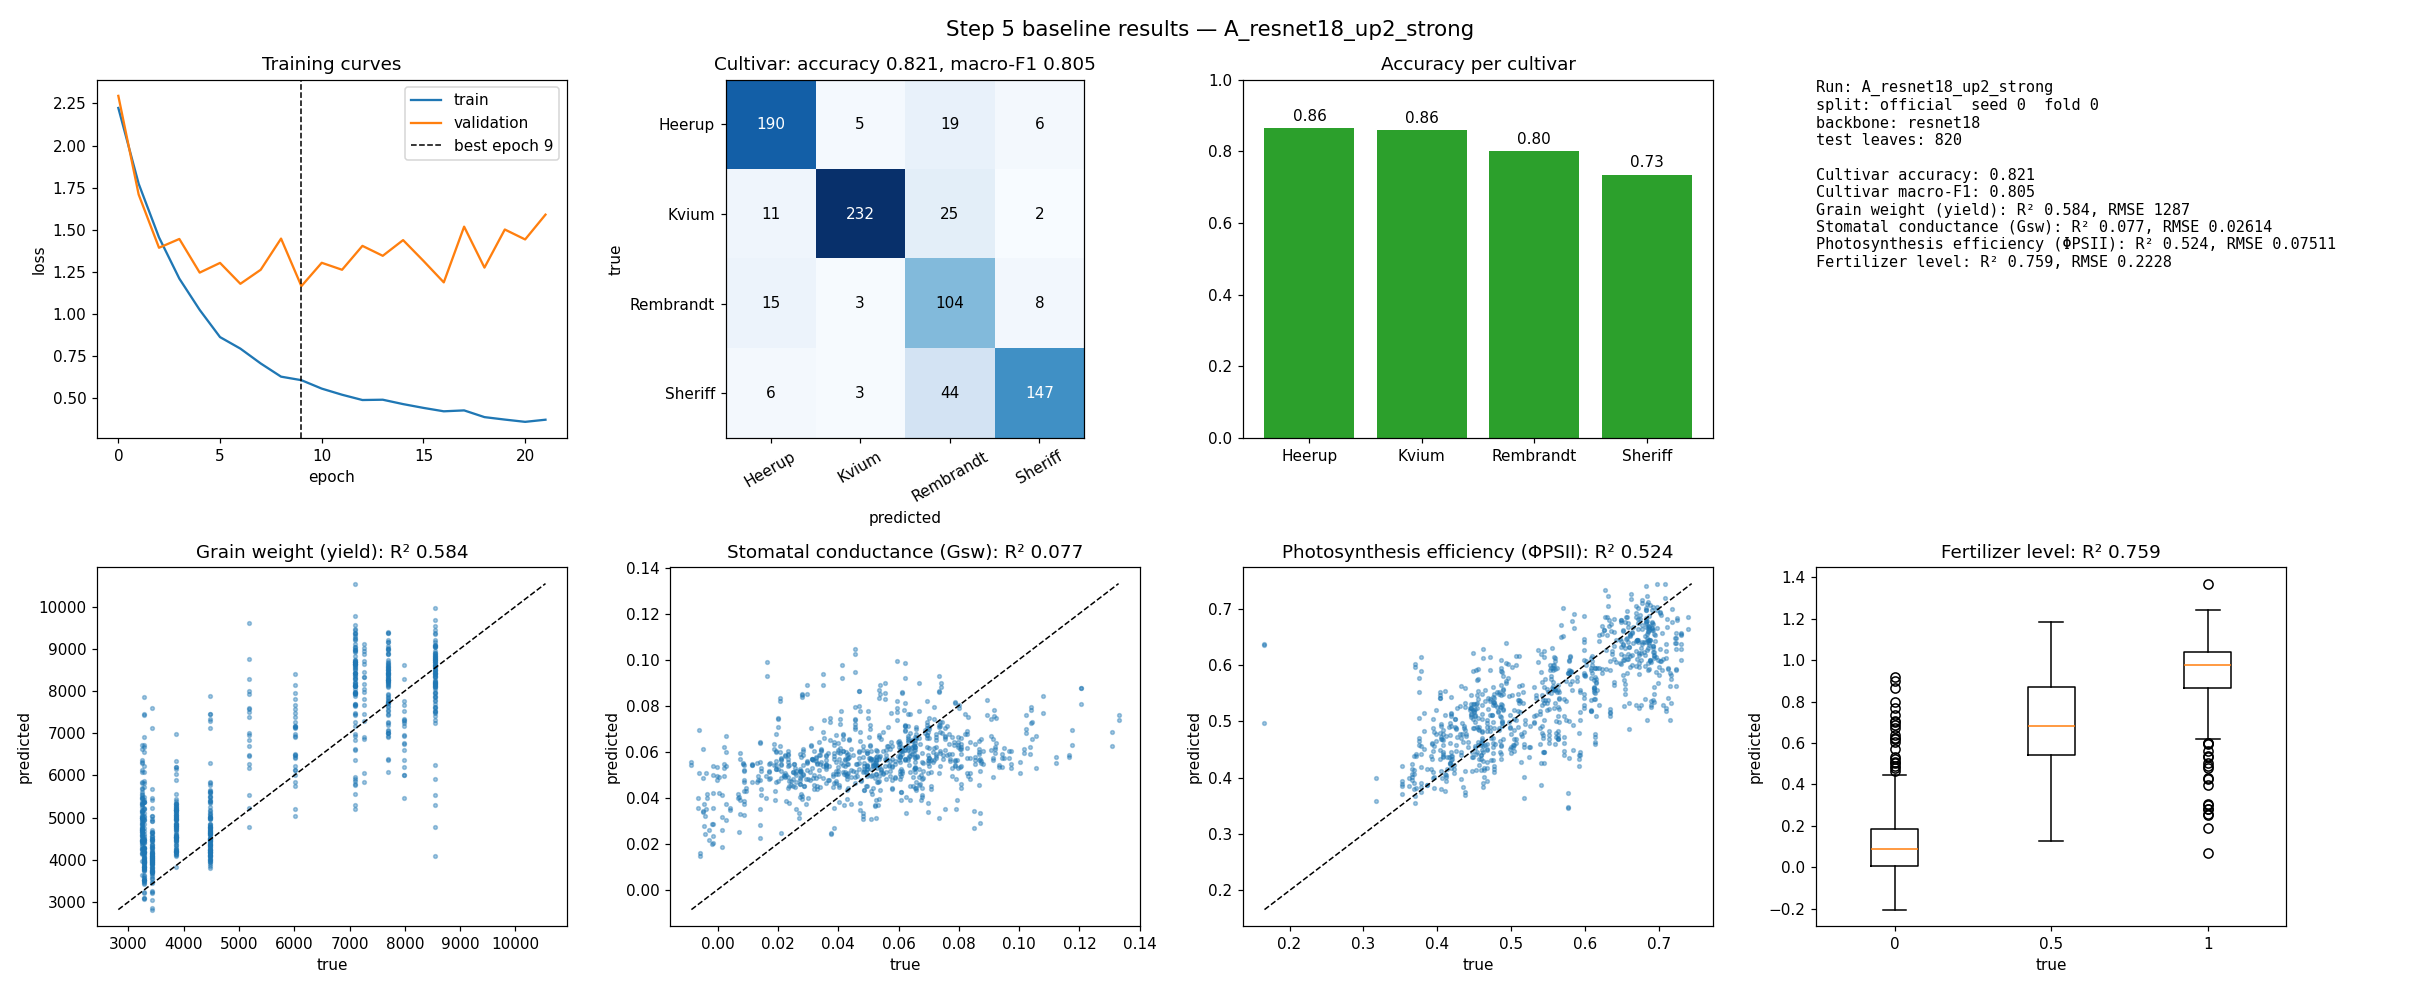 Step 5 baseline results — A_resnet18_up2_strong
Training curves
2.25
2.00
1.75
1.50
1.25
1.00
0.75
0.50
loss
0
5
10
15
20
epoch
train
validation
best epoch 9
Cultivar: accuracy 0.821, macro-F1 0.805
true
Heerup
190
5
19
6
Kvium
11
232
25
2
Rembrandt
15
3
104
8
Sheriff
6
3
44
147
Heerup
Kvium
Rembrandt
Sheriff
predicted
Accuracy per cultivar
1.0
0.8
0.6
0.4
0.2
0.0
0.86
0.86
0.80
0.73
Heerup
Kvium
Rembrandt
Sheriff
Run: A_resnet18_up2_strong
split: official  seed 0  fold 0
backbone: resnet18
test leaves: 820
Cultivar accuracy: 0.821
Cultivar macro-F1: 0.805
Grain weight (yield): R² 0.584, RMSE 1287
Stomatal conductance (Gsw): R² 0.077, RMSE 0.02614
Photosynthesis efficiency (ΦPSII): R² 0.524, RMSE 0.07511
Fertilizer level: R² 0.759, RMSE 0.2228
Grain weight (yield): R² 0.584
10000
9000
8000
7000
6000
5000
4000
3000
predicted
3000
4000
5000
6000
7000
8000
9000
10000
true
Stomatal conductance (Gsw): R² 0.077
0.14
0.12
0.10
0.08
0.06
0.04
0.02
0.00
predicted
0.00
0.02
0.04
0.06
0.08
0.10
0.12
0.14
true
Photosynthesis efficiency (ΦPSII): R² 0.524
0.7
0.6
0.5
0.4
0.3
0.2
predicted
0.2
0.3
0.4
0.5
0.6
0.7
true
Fertilizer level: R² 0.759
1.4
1.2
1.0
0.8
0.6
0.4
0.2
0.0
−0.2
predicted
0
0.5
1
true